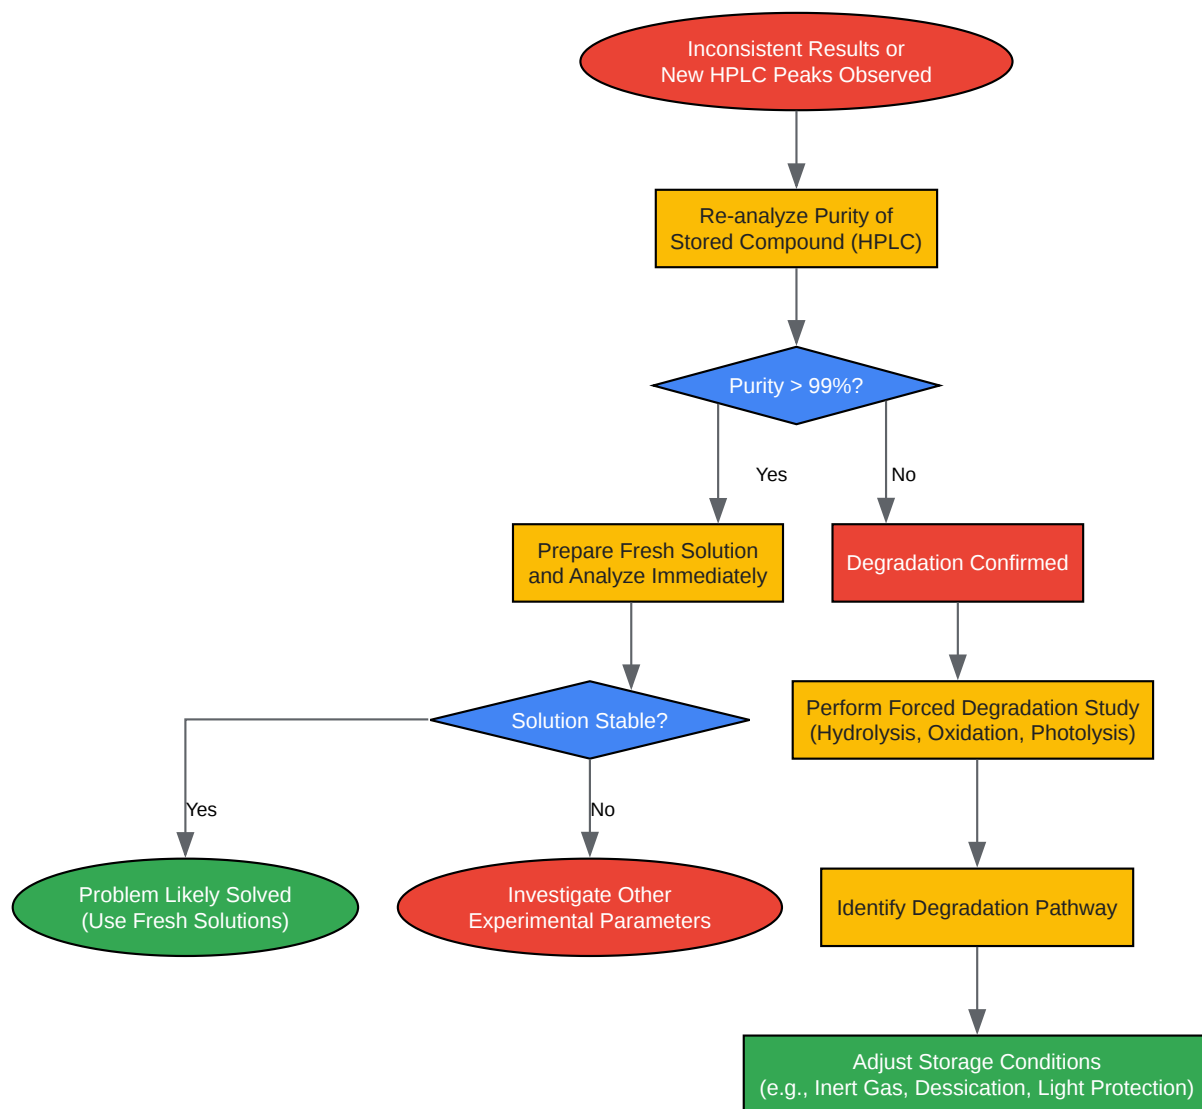 Inconsistent Results or
New HPLC Peaks Observed
Re-analyze Purity of
Stored Compound (HPLC)
Purity > 99%?
Yes
No
Prepare Fresh Solution
and Analyze Immediately
Degradation Confirmed
Solution Stable?
Perform Forced Degradation Study
(Hydrolysis, Oxidation, Photolysis)
Yes
No
Problem Likely Solved
(Use Fresh Solutions)
Investigate Other
Experimental Parameters
Identify Degradation Pathway
Adjust Storage Conditions
(e.g., Inert Gas, Dessication, Light Protection)